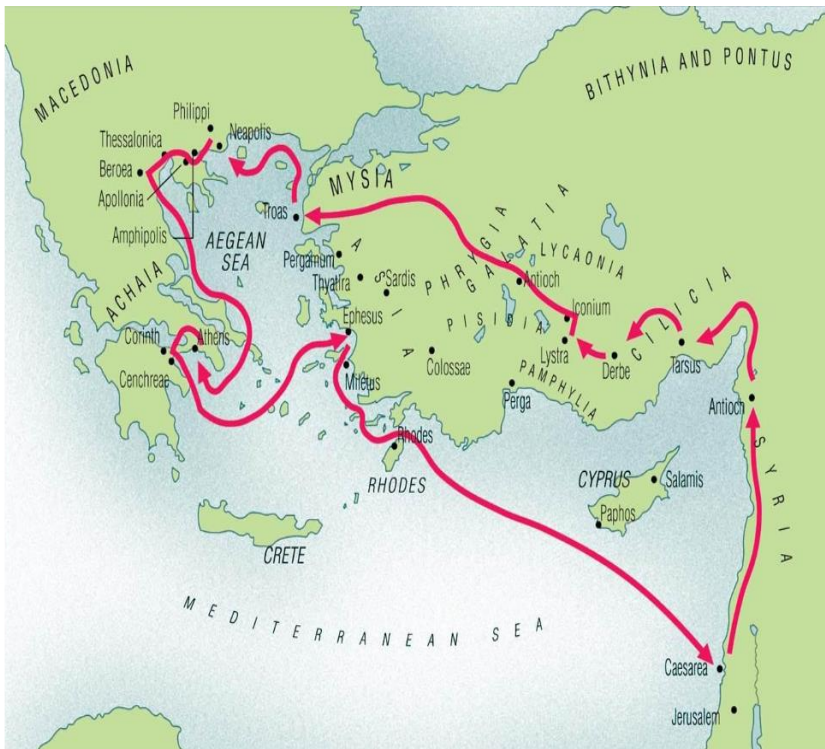 MACEDONIA
BITHYNIA AND PONTUS
Philippi
Neapolis
Thessalonica
Beroea
Apollonia
Amphipolis
MYSIA
Troas
AEGEAN
SEA
PHRYGIA
GALATIA
LYCAONIA
Pergamum
Thyatira
Sardis
ASIA
Antioch
Iconium
CILICIA
ACHAIA
Ephesus
PISIDIA
Corinth
Athens
Cenchreae
Miletus
Colossae
Lystra
Derbe
Tarsus
PAMPHYLIA
Perga
Antioch
SYRIA
Rhodes
RHODES
CYPRUS
Salamis
Paphos
CRETE
MEDITERRANEAN SEA
Caesarea
Jerusalem